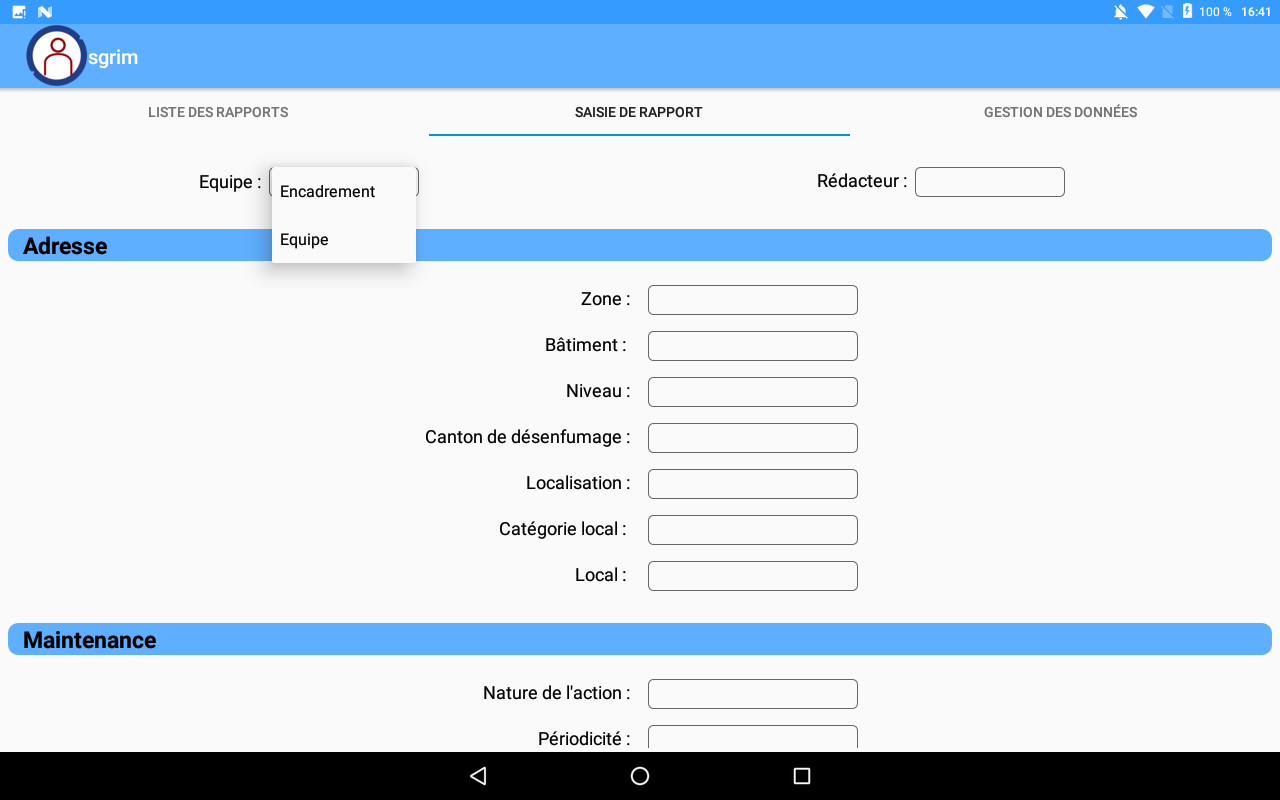 100 % 16:41
sgrim
LISTE DES RAPPORTS SAISIE DE RAPPORT GESTION DES DONNÉES
Equipe : Rédacteur :
Encadrement
Equipe
Adresse
Zone :
Bâtiment :
Niveau :
Canton de désenfumage :
Localisation :
Catégorie local :
Local :
Maintenance
Nature de l'action :
Périodicité :